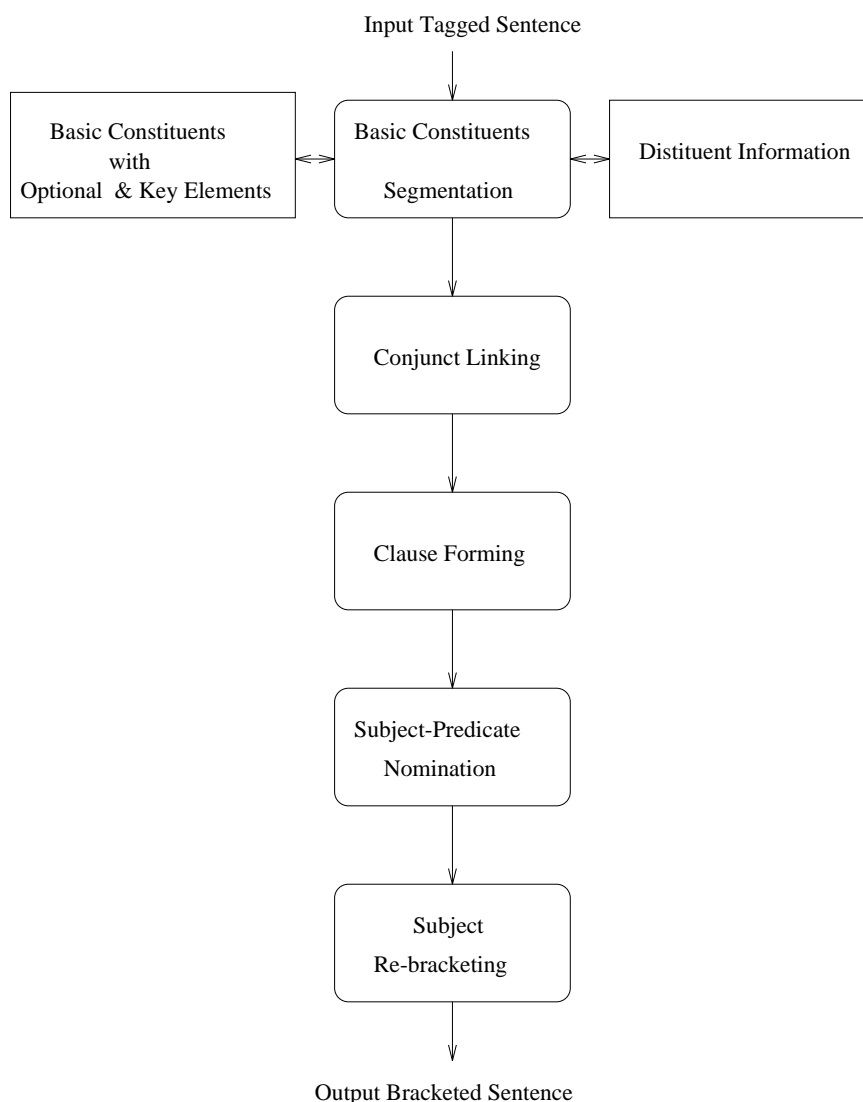 Input Tagged Sentence
Basic Constituents
with
Optional & Key Elements
Basic Constituents
Segmentation
Distituent Information
Conjunct Linking
Clause Forming
Subject-Predicate
Nomination
Subject
Re-bracketing
Output Bracketed Sentence